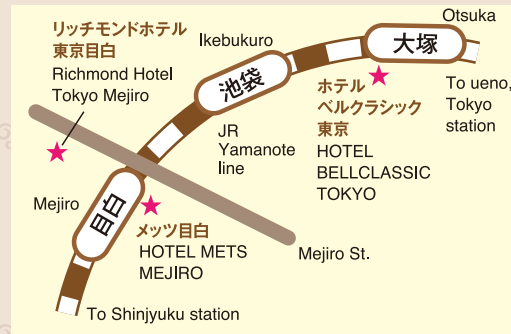 リッチモンドホテル
東京目白
Richmond Hotel
Tokyo Mejiro
Ikebukuro
池袋
Otsuka
大塚
To ueno,
Tokyo
station
ホテル
ベルクラシック
東京
HOTEL
BELLCLASSIC
TOKYO
JR
Yamanote
line
Mejiro
目白
メッツ目白
HOTEL METS
MEJIRO
Mejiro St.
To Shinjyuku station